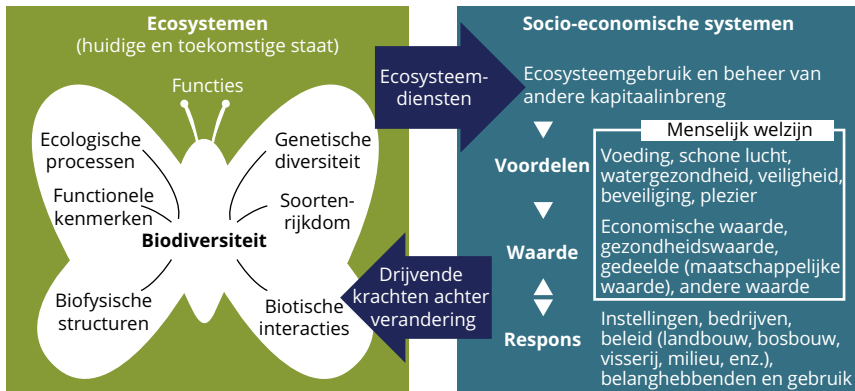 Ecosystemen
(huidige en toekomstige staat)
Functies
Ecologische
processen
Genetische
diversiteit
Functionele
kenmerken
Soorten-
rijkdom
Biodiversiteit
Biofysische
structuren
Biotische
interacties
Ecosysteem-
diensten
Drijvende
krachten achter
verandering
Socio-economische systemen
Ecosysteemgebruik en beheer van
andere kapitaalinbreng
Menselijk welzijn
Voordelen
Voeding, schone lucht,
watergezondheid, veiligheid,
beveiliging, plezier
Waarde
Economische waarde,
gezondheidswaarde,
gedeelde (maatschappelijke
waarde), andere waarde
Respons
Instellingen, bedrijven,
beleid (landbouw, bosbouw,
visserij, milieu, enz.),
belanghebbenden en gebruik